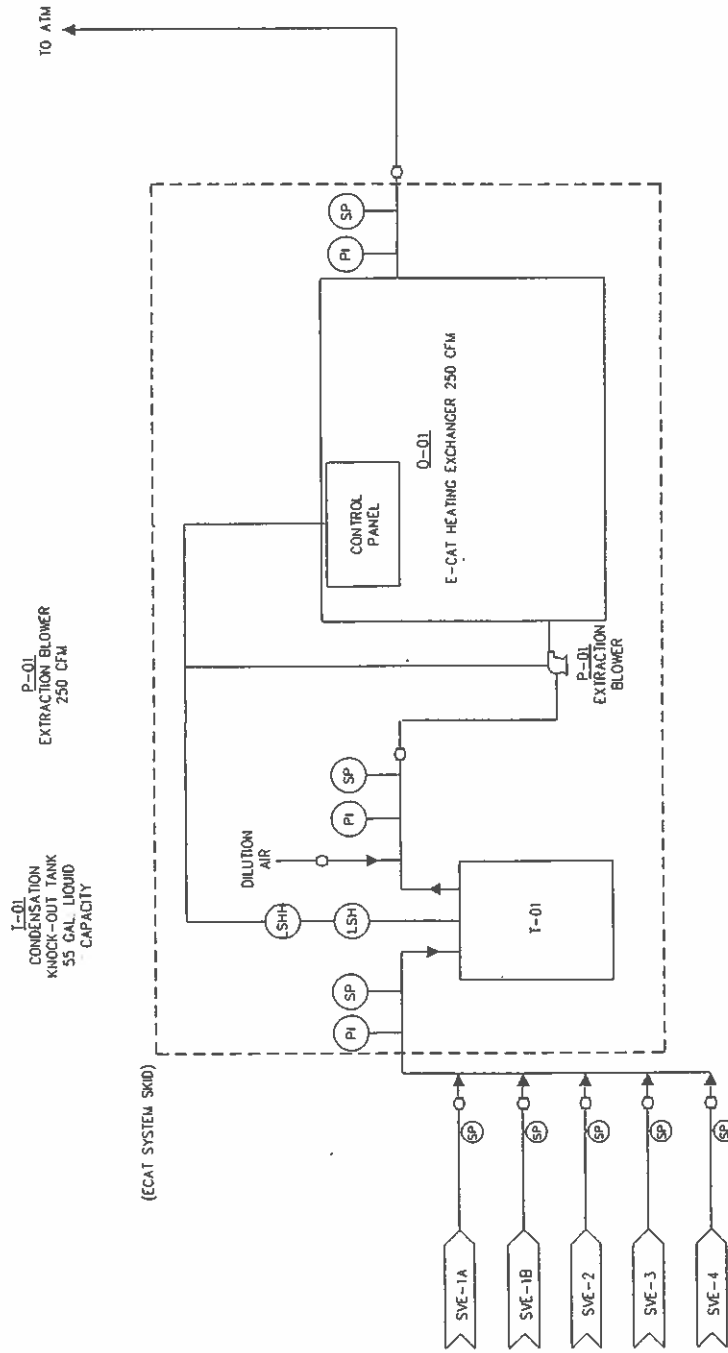 T-01
CONDENSATION
KNOCK-OUT TANK
55 GAL. LIQUID
CAPACITY
P-01
EXTRACTION BLOWER
250 CFM
(ECAT SYSTEM SKID)
TO ATM
PI
SP
LSHH
LSH
DILUTION
AIR
PI
SP
PI
SP
CONTROL
PANEL
O-01
E-CAT HEATING EXCHANGER 250 CFM
T-01
P-01
EXTRACTION
BLOWER
SVE-1A
SP
SVE-1B
SP
SVE-2
SP
SVE-3
SP
SVE-4
SP